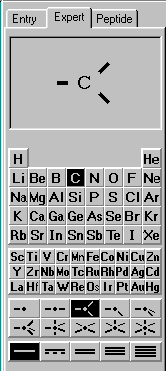 Entry Expert Peptide
C
H He
Li Be B C N O F Ne
Na Mg Al Si P S Cl Ar
K Ca Ga Ge As Se Br Kr
Rb Sr In Sn Sb Te I Xe
Sc Ti V Cr Mn Fe Co Ni Cu Zn
Y Zr Nb Mo Tc Ru Rh Pd Ag Cd
La Hf Ta W Re Os Ir Pt Au Hg